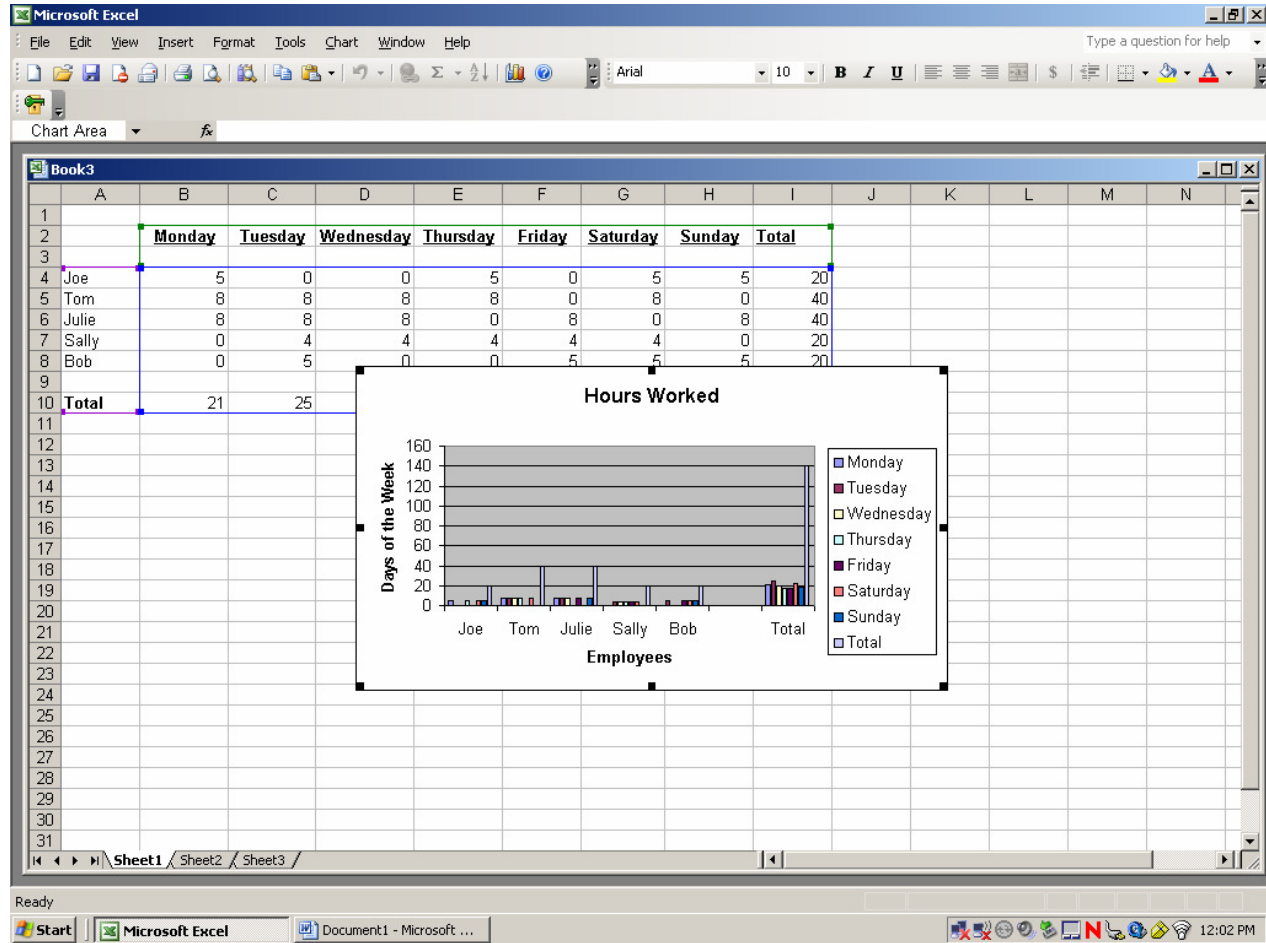 Microsoft Excel
File Edit View Insert Format Tools Chart Window Help Type a question for help
Arial 10 B I U $ A
Chart Area fx
Book3
A B C D E F G H I J K L M N
1
2 Monday Tuesday Wednesday Thursday Friday Saturday Sunday Total
3
4 Joe 5 0 0 5 0 5 5 20
5 Tom 8 8 8 8 0 8 0 40
6 Julie 8 8 8 0 8 0 8 40
7 Sally 0 4 4 4 4 4 0 20
8 Bob 0 5 0 0 5 5 5 20
9
10 Total 21 25
11
12
13
14
15
16
17
18
19
20
21
22
23
24
25
26
27
28
29
30
31
Hours Worked
Days of the Week
160
140
120
100
80
60
40
20
0
Joe Tom Julie Sally Bob Total
Employees
Monday
Tuesday
Wednesday
Thursday
Friday
Saturday
Sunday
Total
Sheet1 Sheet2 Sheet3
Ready
Start Microsoft Excel Document1 - Microsoft ... N 12:02 PM